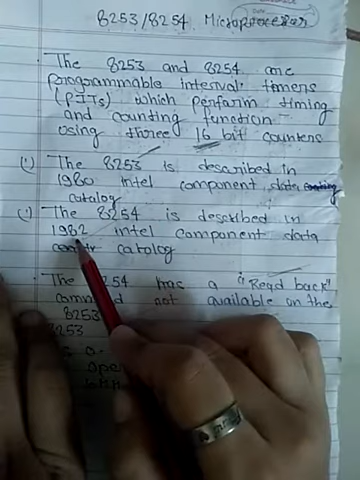 8253/8254 Microprocessor
The 8253 and 8254 are
programmable interval timers
(PITs) which perform timing
and counting function
using three 16 bit counters
(i) The 8253 is described in
1980 intel component data
catalog
(i) The 8254 is described in
1982 intel component data
catalog
The 54 has a "Read back"
command not available on the
8253
8253